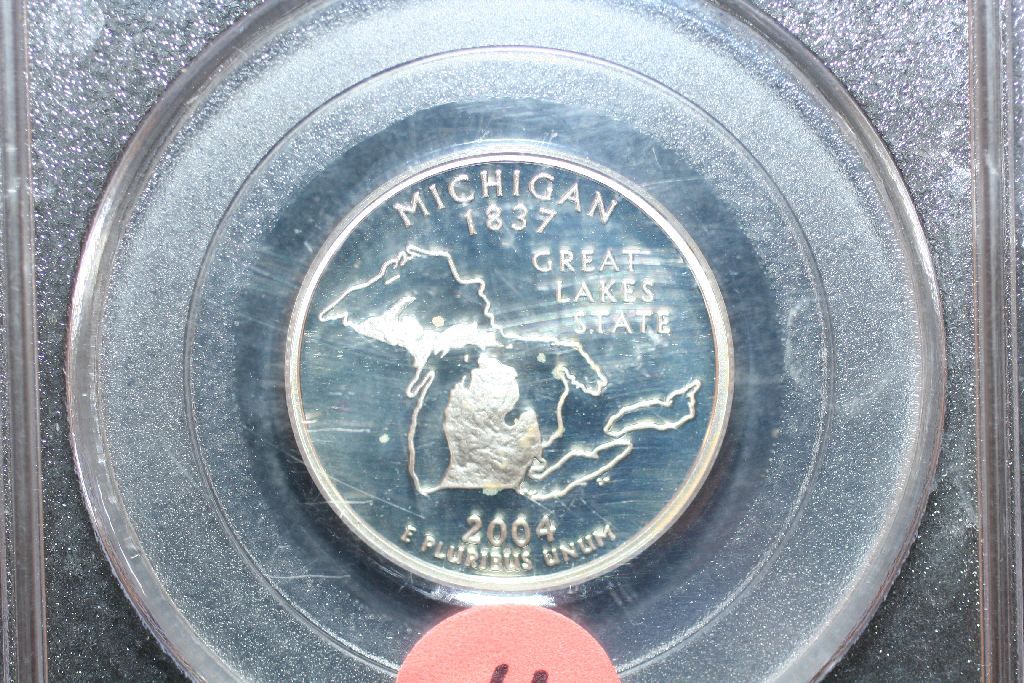 MICHIGAN
1837
GREAT
LAKES
STATE
2004
E PLURIBUS UNUM